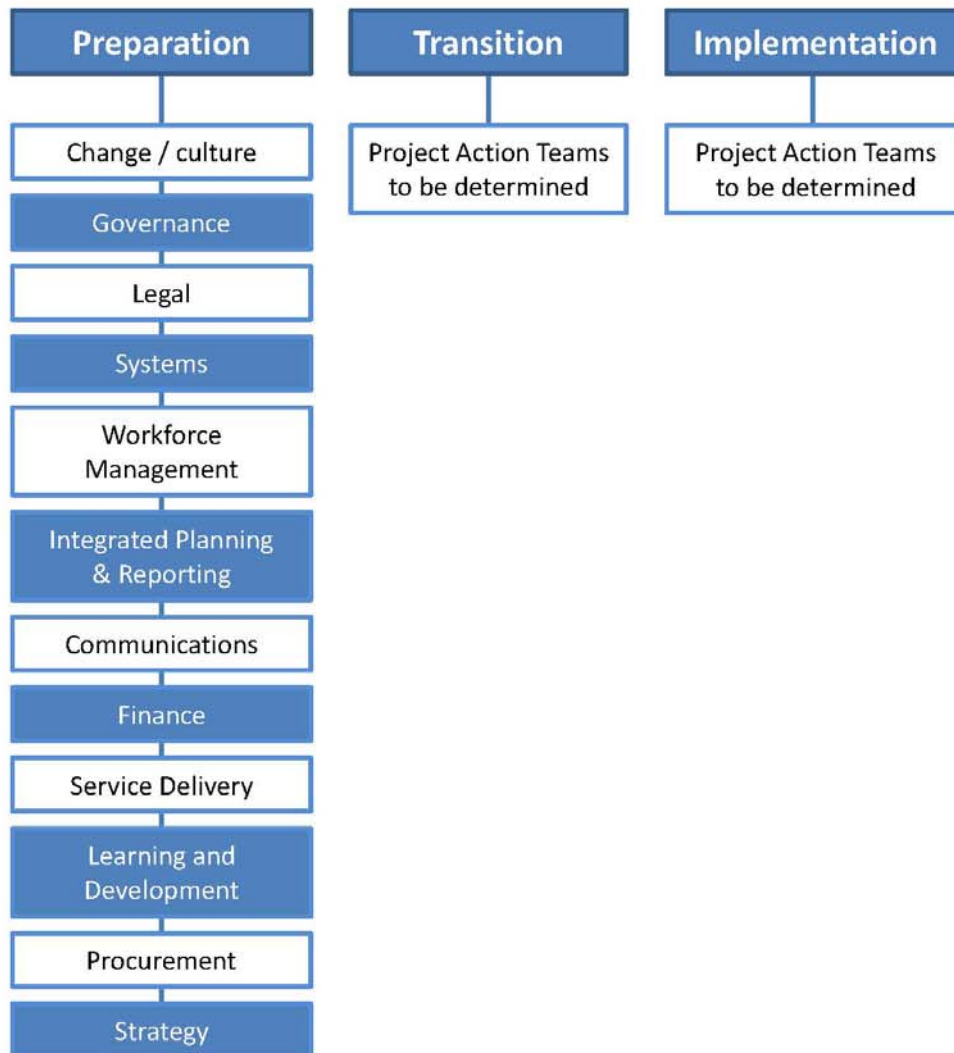 Preparation
Change / culture
Governance
Legal
Systems
Workforce
Management
Integrated Planning
& Reporting
Communications
Finance
Service Delivery
Learning and
Development
Procurement
Strategy
Transition
Project Action Teams
to be determined
Implementation
Project Action Teams
to be determined